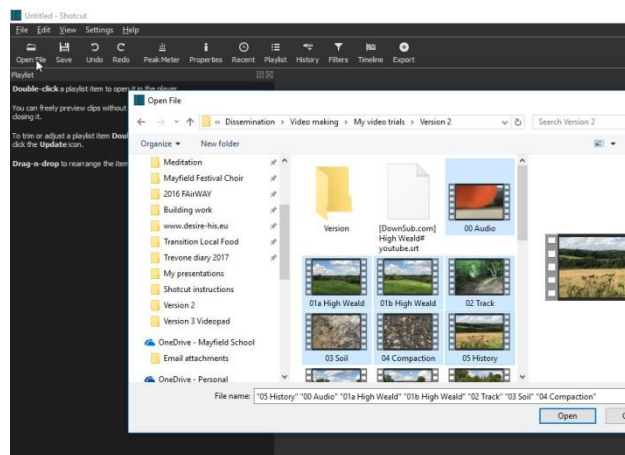 Untitled - Shotcut
File Edit View Settings Help
Open File Save Undo Redo Peak Meter Properties Recent Playlist History Filters Timeline Export
Playlist
Double-click a playlist item to open it in the player.
You can freely preview clips without
closing it.
To trim or adjust a playlist item Doub
click the Update icon.
Drag-n-drop to rearrange the item
Open File
« Dissemination › Video making › My video trials › Version 2
Search Version 2
Organize New folder
Meditation
Mayfield Festival Choir
2016 FAirWAY
Building work
www.desire-his.eu
Transition Local Food
Trevone diary 2017
My presentations
Shotcut instructions
Version 2
Version 3 Videopad
OneDrive - Mayfield School
Email attachments
OneDrive - Personal
Version
[DownSub.com]
High Weald#
youtube.srt
00 Audio
01a High Weald
01b High Weald
02 Track
03 Soil
04 Compaction
05 History
File name: "05 History" "00 Audio" "01a High Weald" "01b High Weald" "02 Track" "03 Soil" "04 Compaction"
Open